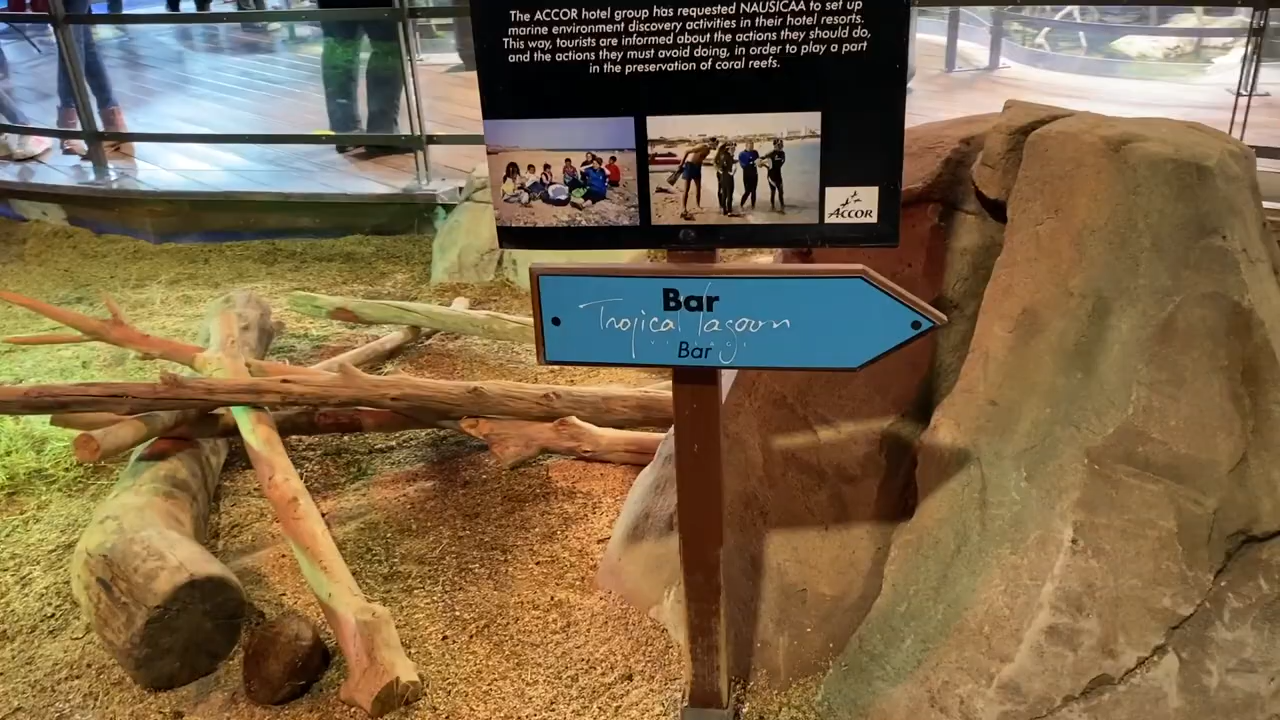 The ACCOR hotel group has requested NAUSICAA to set up
marine environment discovery activities in their hotel resorts.
This way, tourists are informed about the actions they should do,
and the actions they must avoid doing, in order to play a part
in the preservation of coral reefs.
ACCOR
Bar
Tropical lagoon
Bar